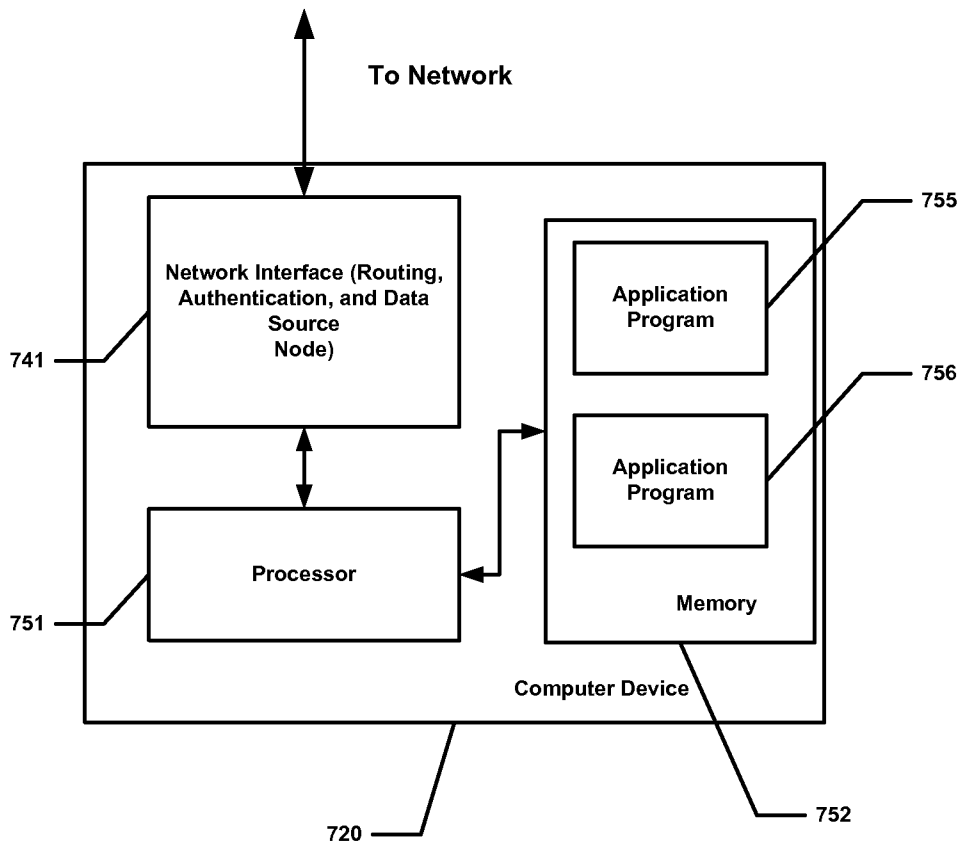 To Network
755
Network Interface (Routing,
Authentication, and Data
Source
Node)
Application
Program
741
756
Application
Program
Processor
Memory
751
Computer Device
752
720